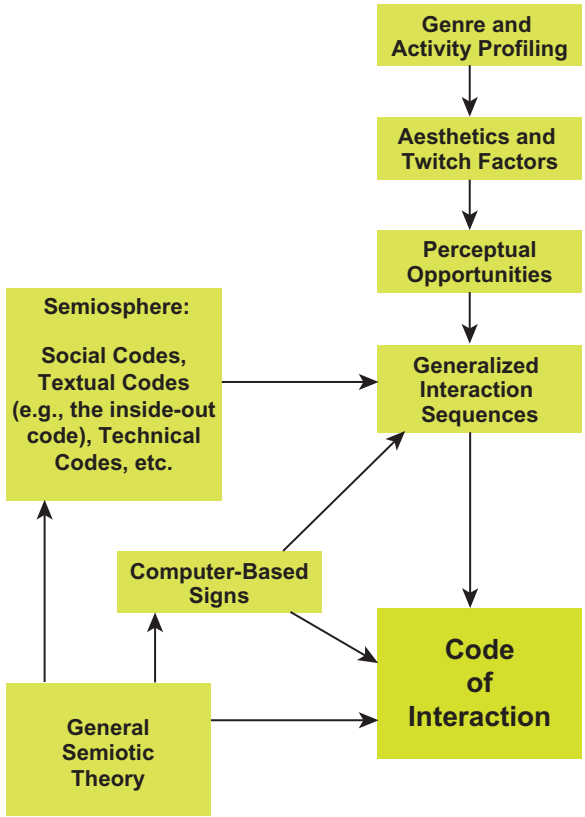 Genre and
Activity Profiling
Aesthetics and
Twitch Factors
Perceptual
Opportunities
Semiosphere:
Social Codes,
Textual Codes
(e.g., the inside-out
code), Technical
Codes, etc.
Generalized
Interaction
Sequences
Computer-Based
Signs
Code
of
Interaction
General
Semiotic
Theory